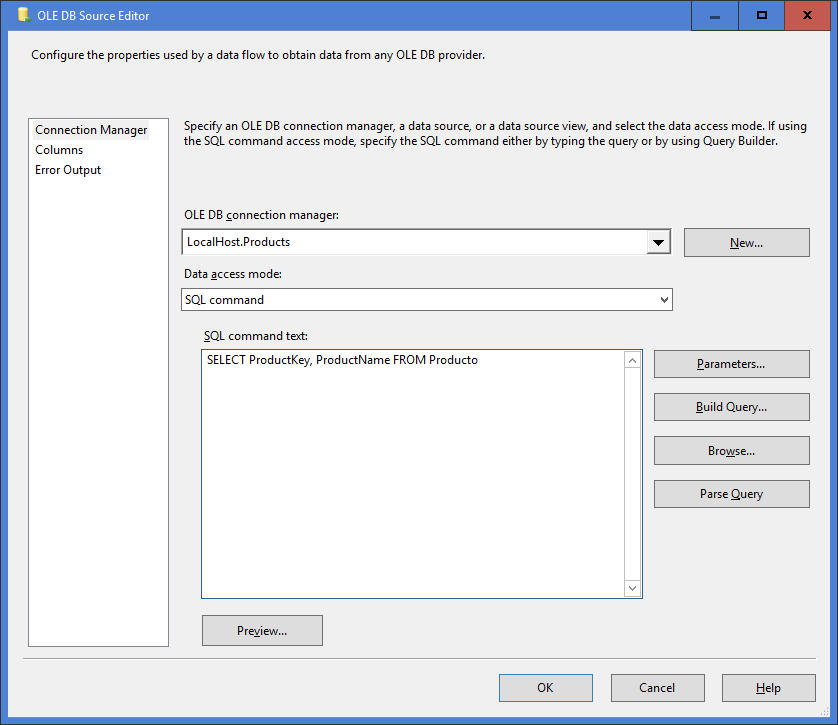 OLE DB Source Editor
Configure the properties used by a data flow to obtain data from any OLE DB provider.
Connection Manager
Columns
Error Output
Specify an OLE DB connection manager, a data source, or a data source view, and select the data access mode. If using
the SQL command access mode, specify the SQL command either by typing the query or by using Query Builder.
OLE DB connection manager:
LocalHost.Products
New...
Data access mode:
SQL command
SQL command text:
SELECT ProductKey, ProductName FROM Producto
Parameters...
Build Query...
Browse...
Parse Query
Preview...
OK
Cancel
Help